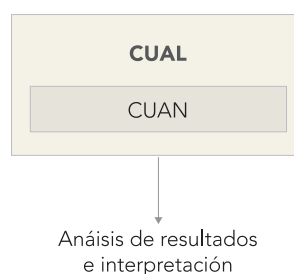 CUAL
CUAN
Anáisis de resultados
e interpretación